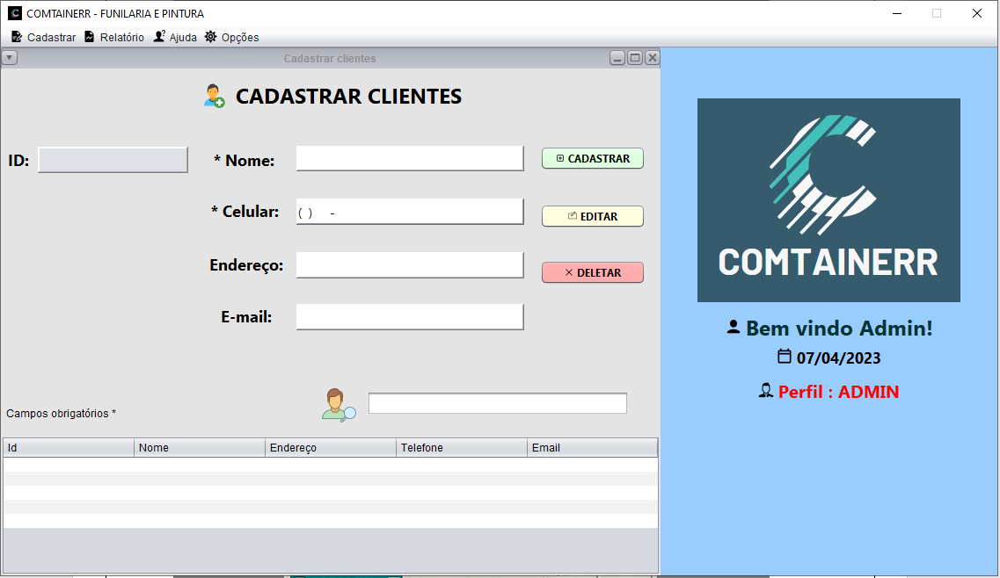 COMTAINERR - FUNILARIA E PINTURA
Cadastrar Relatório Ajuda Opções
Cadastrar clientes
CADASTRAR CLIENTES
ID:
* Nome:
CADASTRAR
* Celular:
( ) -
EDITAR
Endereço:
DELETAR
E-mail:
Campos obrigatórios *
Id Nome Endereço Telefone Email
COMTAINERR
Bem vindo Admin!
07/04/2023
Perfil : ADMIN